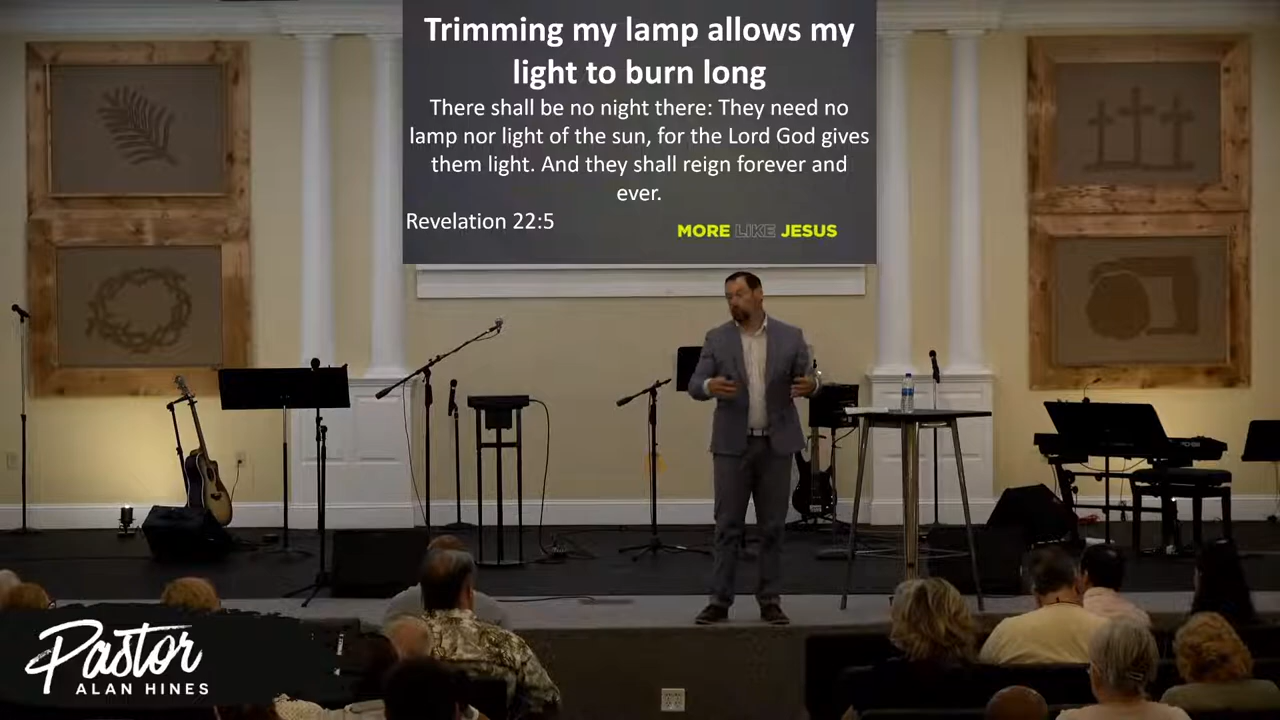 Trimming my lamp allows my
light to burn long
There shall be no night there: They need no
lamp nor light of the sun, for the Lord God gives
them light. And they shall reign forever and
ever.
Revelation 22:5
MORE LIKE JESUS
Pastor
ALAN HINES